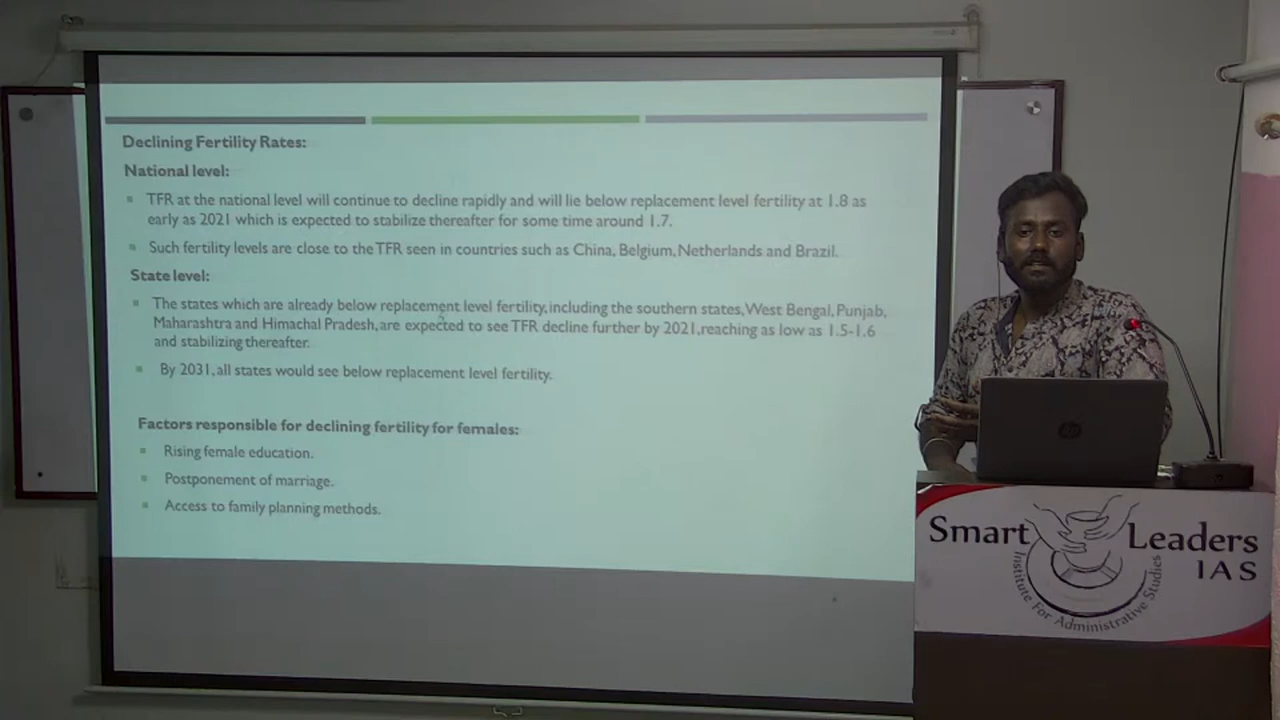 Declining Fertility Rates:
National level:
TFR at the national level will continue to decline rapidly and will lie below replacement level fertility at 1.8 as
early as 2021 which is expected to stabilize thereafter for some time around 1.7.
Such fertility levels are close to the TFR seen in countries such as China, Belgium, Netherlands and Brazil.
State level:
The states which are already below replacement level fertility, including the southern states, West Bengal, Punjab,
Maharashtra and Himachal Pradesh, are expected to see TFR decline further by 2021, reaching as low as 1.5-1.6
and stabilizing thereafter.
By 2031, all states would see below replacement level fertility.
Factors responsible for declining fertility for females:
Rising female education.
Postponement of marriage.
Access to family planning methods.
hp
Smart Leaders
IAS
Institute For Administrative Studies